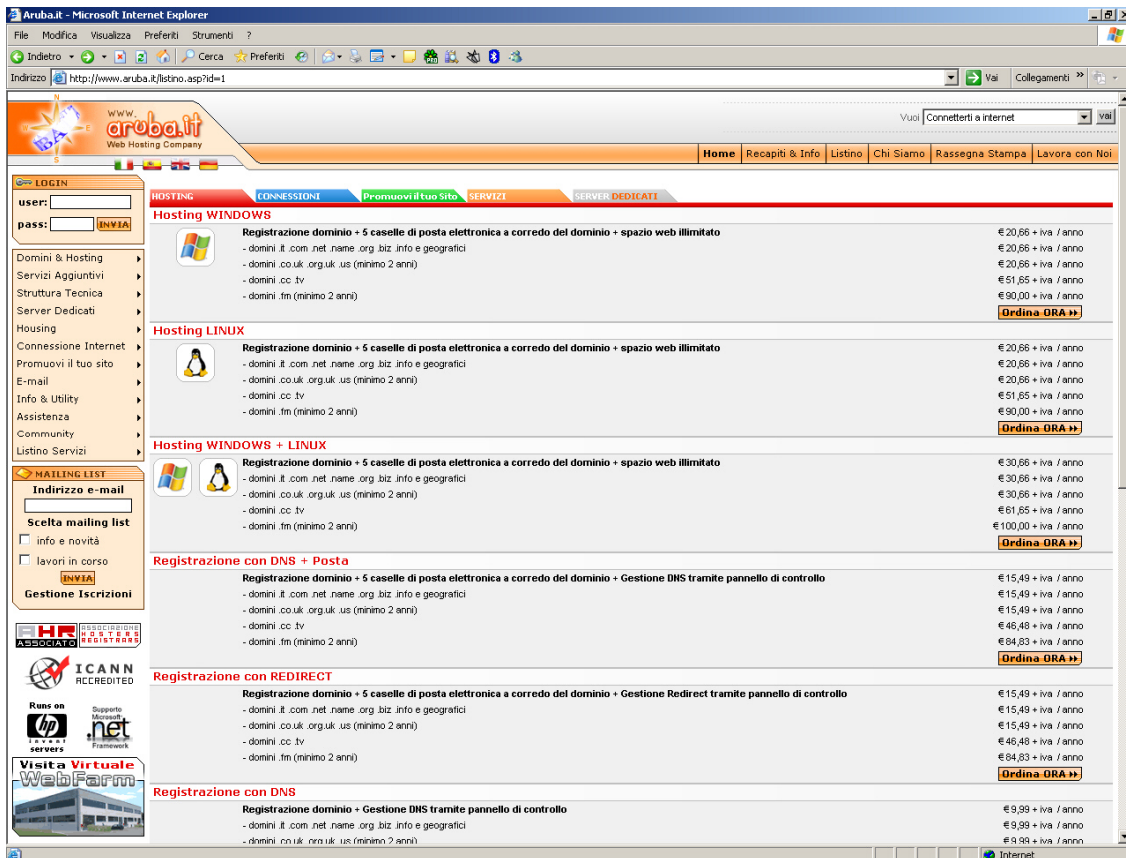 Aruba.it - Microsoft Internet Explorer
File Modifica Visualizza Preferiti Strumenti ?
Indietro Cerca Preferiti
Indirizzo http://www.aruba.it/listino.asp?id=1 Vai Collegamenti »
www.
aruba.it
Web Hosting Company
Vuoi Connetterti a internet vai
Home Recapiti & Info Listino Chi Siamo Rassegna Stampa Lavora con Noi
LOGIN
user:
pass: INVIA
Domini & Hosting
Servizi Aggiuntivi
Struttura Tecnica
Server Dedicati
Housing
Connessione Internet
Promuovi il tuo sito
E-mail
Info & Utility
Assistenza
Community
Listino Servizi
MAILING LIST
Indirizzo e-mail
Scelta mailing list
info e novità
lavori in corso
INVIA
Gestione Iscrizioni
AHR ASSOCIAZIONE
HOSTERS
ASSOCIATO REGISTRARS
ICANN
ACCREDITED
Runs on
hp
invent
servers
Supporto
Microsoft
.net
Framework
Visita Virtuale
WebFarm
HOSTING CONNESSIONI Promuovi il tuo Sito SERVIZI SERVER DEDICATI
Hosting WINDOWS
Registrazione dominio + 5 caselle di posta elettronica a corredo del dominio + spazio web illimitato € 20,66 + iva / anno
- domini .it .com .net .name .org .biz .info e geografici € 20,66 + iva / anno
- domini .co.uk .org.uk .us (minimo 2 anni) € 20,66 + iva / anno
- domini .cc .tv € 51,65 + iva / anno
- domini .fm (minimo 2 anni) € 90,00 + iva / anno
Ordina ORA
Hosting LINUX
Registrazione dominio + 5 caselle di posta elettronica a corredo del dominio + spazio web illimitato € 20,66 + iva / anno
- domini .it .com .net .name .org .biz .info e geografici € 20,66 + iva / anno
- domini .co.uk .org.uk .us (minimo 2 anni) € 20,66 + iva / anno
- domini .cc .tv € 51,65 + iva / anno
- domini .fm (minimo 2 anni) € 90,00 + iva / anno
Ordina ORA
Hosting WINDOWS + LINUX
Registrazione dominio + 5 caselle di posta elettronica a corredo del dominio + spazio web illimitato € 30,66 + iva / anno
- domini .it .com .net .name .org .biz .info e geografici € 30,66 + iva / anno
- domini .co.uk .org.uk .us (minimo 2 anni) € 30,66 + iva / anno
- domini .cc .tv € 61,65 + iva / anno
- domini .fm (minimo 2 anni) € 100,00 + iva / anno
Ordina ORA
Registrazione con DNS + Posta
Registrazione dominio + 5 caselle di posta elettronica a corredo del dominio + Gestione DNS tramite pannello di controllo € 15,49 + iva / anno
- domini .it .com .net .name .org .biz .info e geografici € 15,49 + iva / anno
- domini .co.uk .org.uk .us (minimo 2 anni) € 15,49 + iva / anno
- domini .cc .tv € 46,48 + iva / anno
- domini .fm (minimo 2 anni) € 84,83 + iva / anno
Ordina ORA
Registrazione con REDIRECT
Registrazione dominio + 5 caselle di posta elettronica a corredo del dominio + Gestione Redirect tramite pannello di controllo € 15,49 + iva / anno
- domini .it .com .net .name .org .biz .info e geografici € 15,49 + iva / anno
- domini .co.uk .org.uk .us (minimo 2 anni) € 15,49 + iva / anno
- domini .cc .tv € 46,48 + iva / anno
- domini .fm (minimo 2 anni) € 84,83 + iva / anno
Ordina ORA
Registrazione con DNS
Registrazione dominio + Gestione DNS tramite pannello di controllo € 9,99 + iva / anno
- domini .it .com .net .name .org .biz .info e geografici € 9,99 + iva / anno
- domini .co.uk .org.uk .us (minimo 2 anni) € 9,99 + iva / anno
Internet